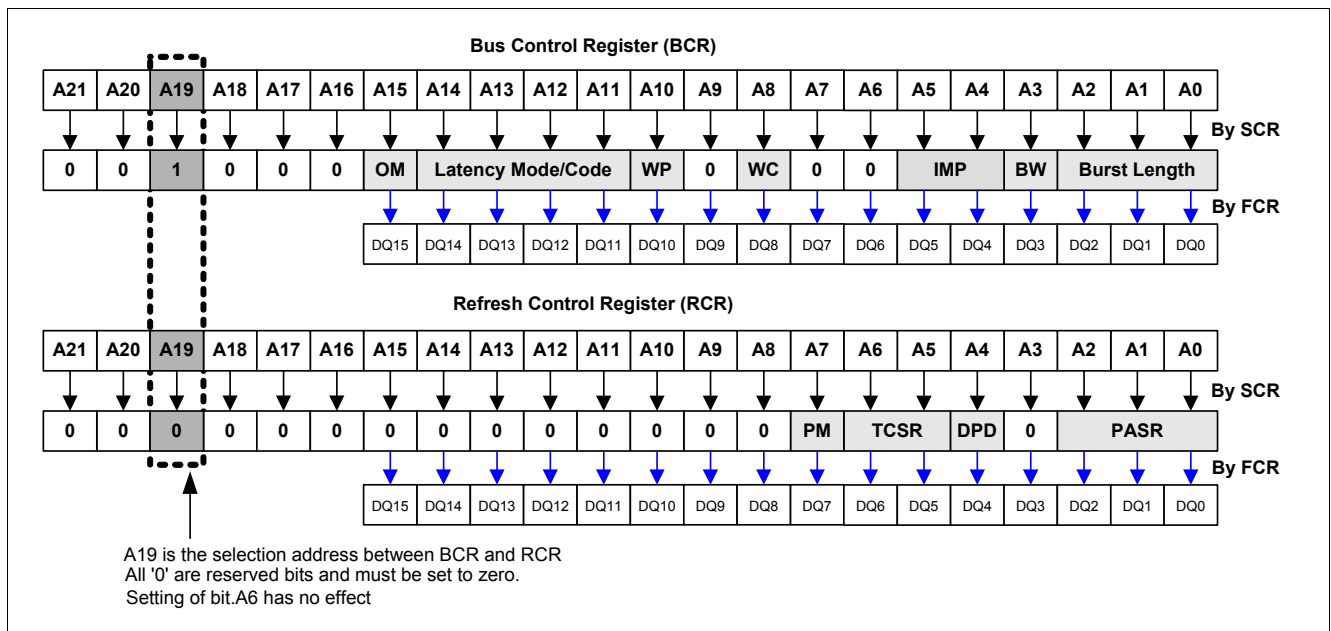 Bus Control Register (BCR)
A21 A20 A19 A18 A17 A16 A15 A14 A13 A12 A11 A10 A9 A8 A7 A6 A5 A4 A3 A2 A1 A0
By SCR
0 0 1 0 0 0 OM Latency Mode/Code WP 0 WC 0 0 IMP BW Burst Length
By FCR
DQ15 DQ14 DQ13 DQ12 DQ11 DQ10 DQ9 DQ8 DQ7 DQ6 DQ5 DQ4 DQ3 DQ2 DQ1 DQ0
Refresh Control Register (RCR)
A21 A20 A19 A18 A17 A16 A15 A14 A13 A12 A11 A10 A9 A8 A7 A6 A5 A4 A3 A2 A1 A0
By SCR
0 0 0 0 0 0 0 0 0 0 0 0 0 0 PM TCSR DPD 0 PASR
By FCR
DQ15 DQ14 DQ13 DQ12 DQ11 DQ10 DQ9 DQ8 DQ7 DQ6 DQ5 DQ4 DQ3 DQ2 DQ1 DQ0
A19 is the selection address between BCR and RCR
All '0' are reserved bits and must be set to zero.
Setting of bit.A6 has no effect